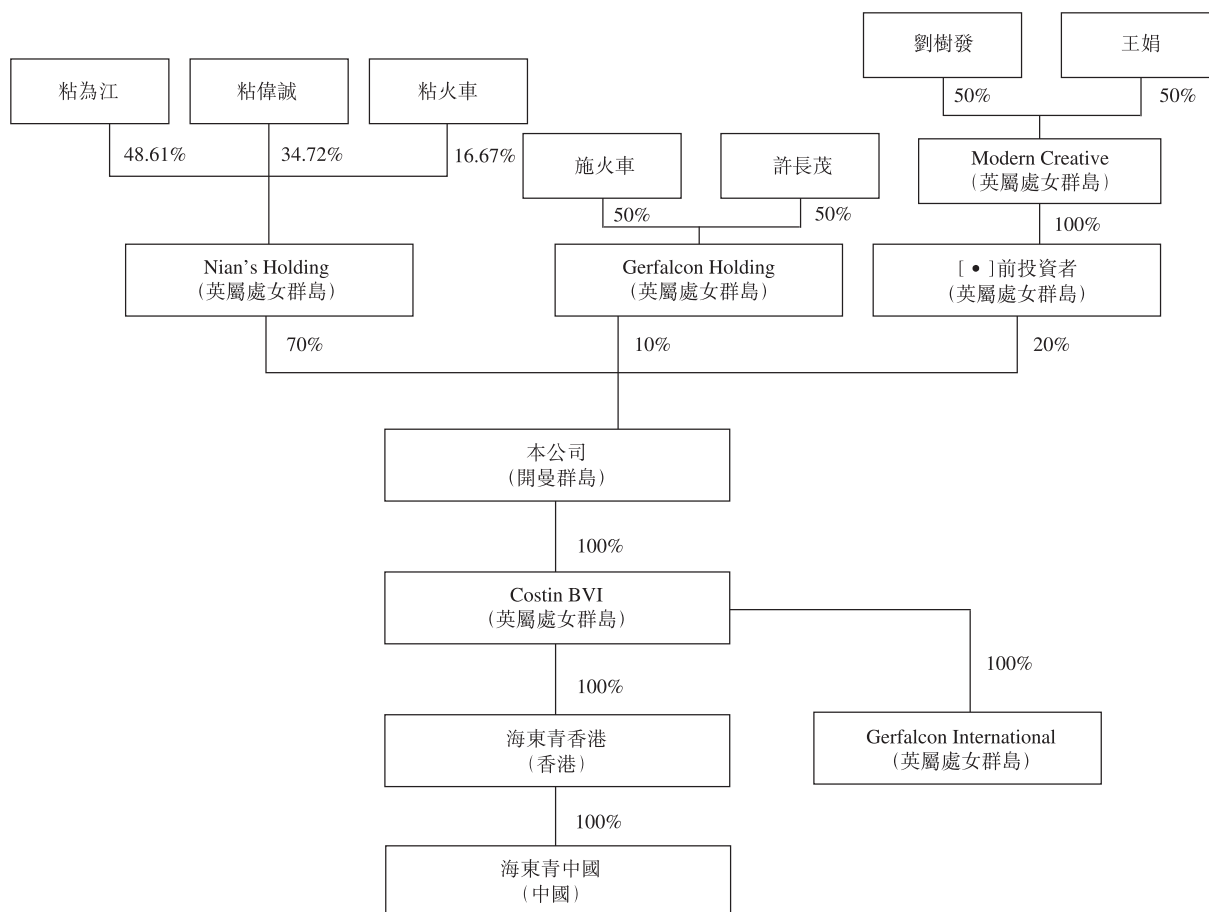 劉樹發
王娟
粘為江
粘偉誠
粘火車
50%
50%
48.61%
34.72%
16.67%
施火車
許長茂
Modern Creative
(英屬處女群島)
50%
50%
100%
Nian's Holding
(英屬處女群島)
Gerfalcon Holding
(英屬處女群島)
[ • ]前投資者
(英屬處女群島)
70%
10%
20%
本公司
(開曼群島)
100%
Costin BVI
(英屬處女群島)
100%
100%
海東青香港
(香港)
Gerfalcon International
(英屬處女群島)
100%
海東青中國
(中國)